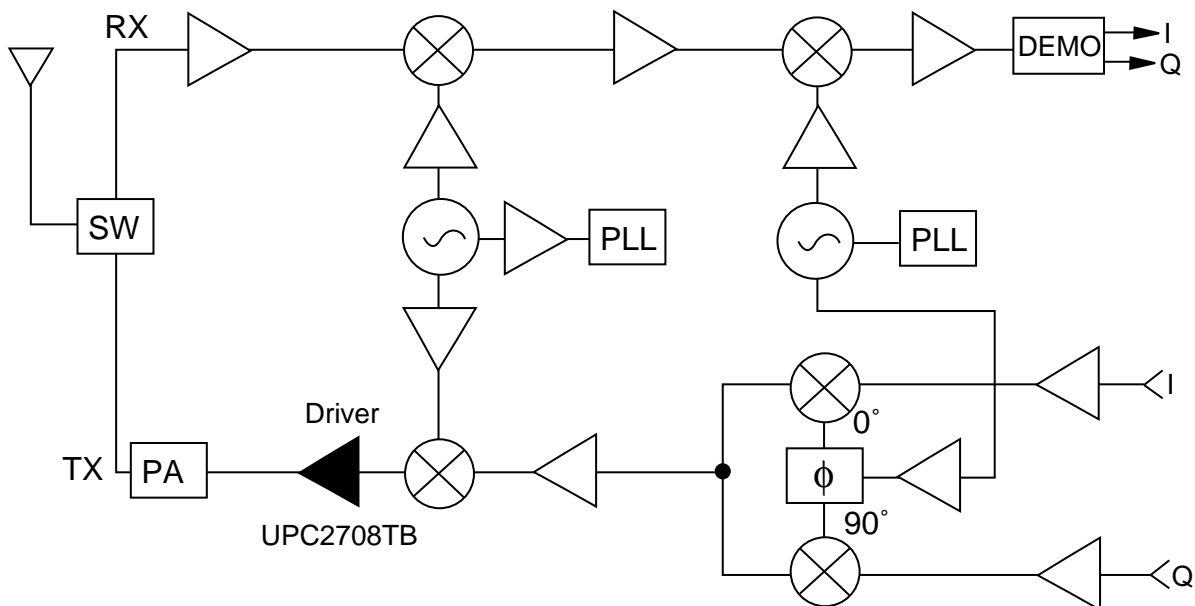 RX
DEMO
I
Q
SW
PLL
PLL
Driver
I
0°
TX
PA
ϕ
UPC2708TB
90°
Q